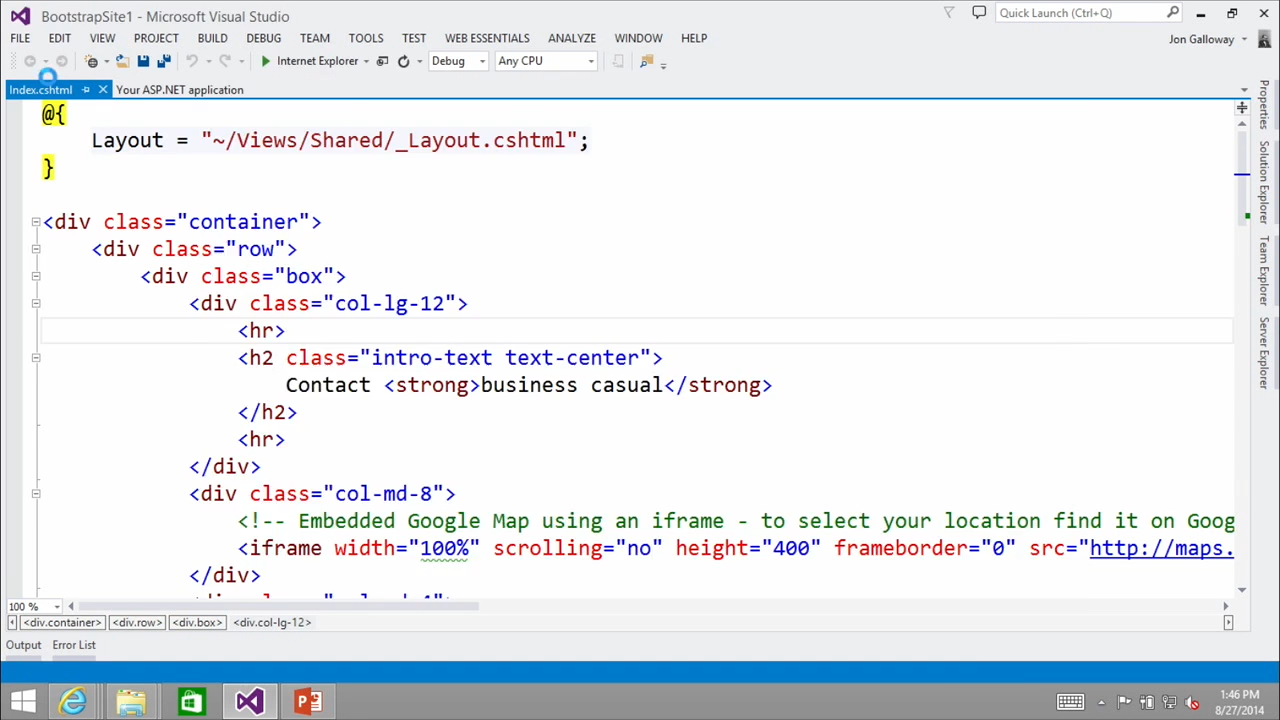 BootstrapSite1 - Microsoft Visual Studio
Quick Launch (Ctrl+Q)
FILE EDIT VIEW PROJECT BUILD DEBUG TEAM TOOLS TEST WEB ESSENTIALS ANALYZE WINDOW HELP
Jon Galloway
Internet Explorer Debug Any CPU
Index.cshtml Your ASP.NET application
@{
Layout = "~/Views/Shared/_Layout.cshtml";
}
<div class="container">
<div class="row">
<div class="box">
<div class="col-lg-12">
<hr>
<h2 class="intro-text text-center">
Contact <strong>business casual</strong>
</h2>
<hr>
</div>
<div class="col-md-8">
<!-- Embedded Google Map using an iframe - to select your location find it on Goog
<iframe width="100%" scrolling="no" height="400" frameborder="0" src="http://maps.
</div>
Properties
Solution Explorer
Team Explorer
Server Explorer
100 %
<div.container> <div.row> <div.box> <div.col-lg-12>
Output Error List
1:46 PM
8/27/2014